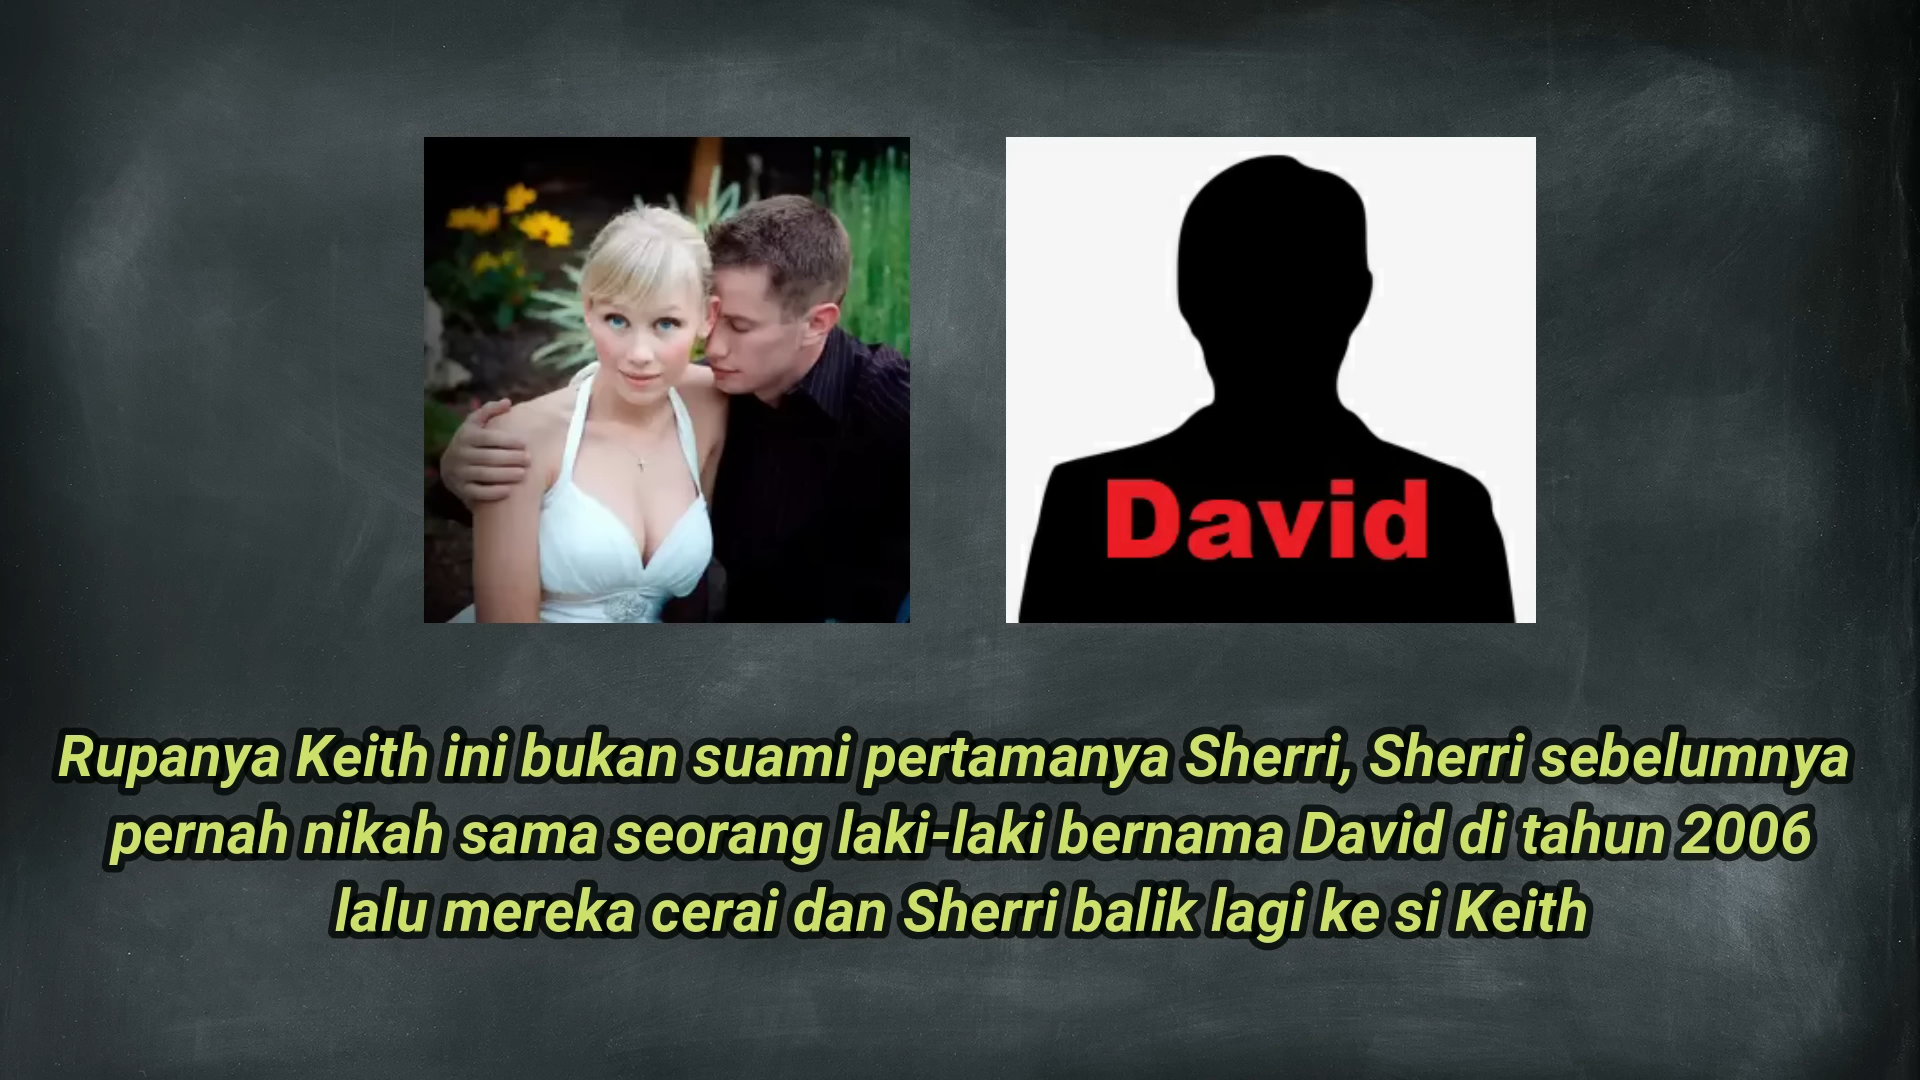 David
Rupanya Keith ini bukan suami pertamanya Sherri, Sherri sebelumnya
pernah nikah sama seorang laki-laki bernama David di tahun 2006
lalu mereka cerai dan Sherri balik lagi ke si Keith